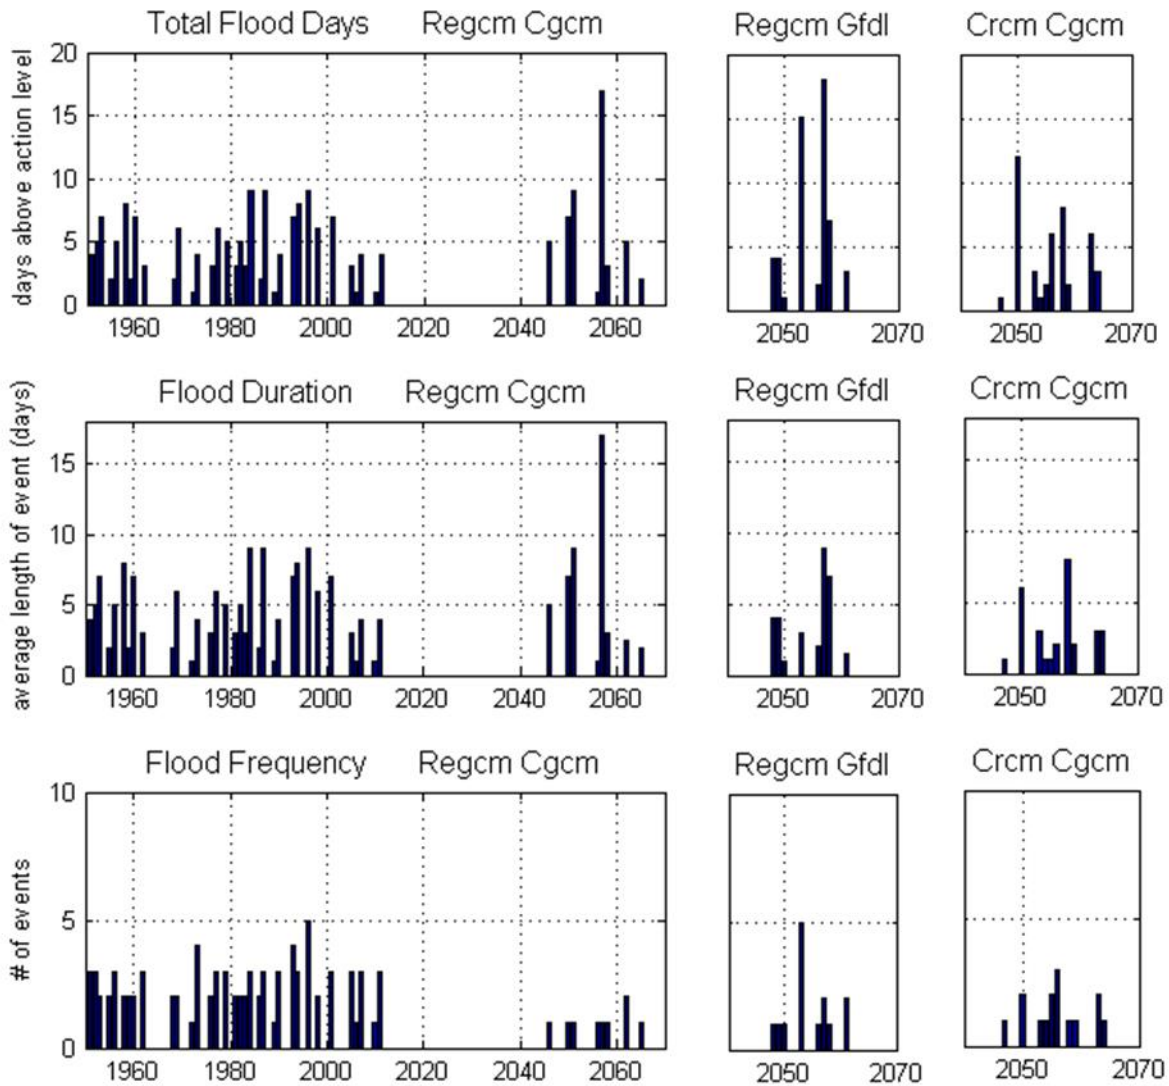 Total Flood Days Regcm Cgcm Regcm Gfdl Crcm Cgcm
days above action level
20
15
10
5
0
1960 1980 2000 2020 2040 2060 2050 2070 2050 2070
Flood Duration Regcm Cgcm Regcm Gfdl Crcm Cgcm
average length of event (days)
15
10
5
0
1960 1980 2000 2020 2040 2060 2050 2070 2050 2070
Flood Frequency Regcm Cgcm Regcm Gfdl Crcm Cgcm
# of events
10
5
0
1960 1980 2000 2020 2040 2060 2050 2070 2050 2070